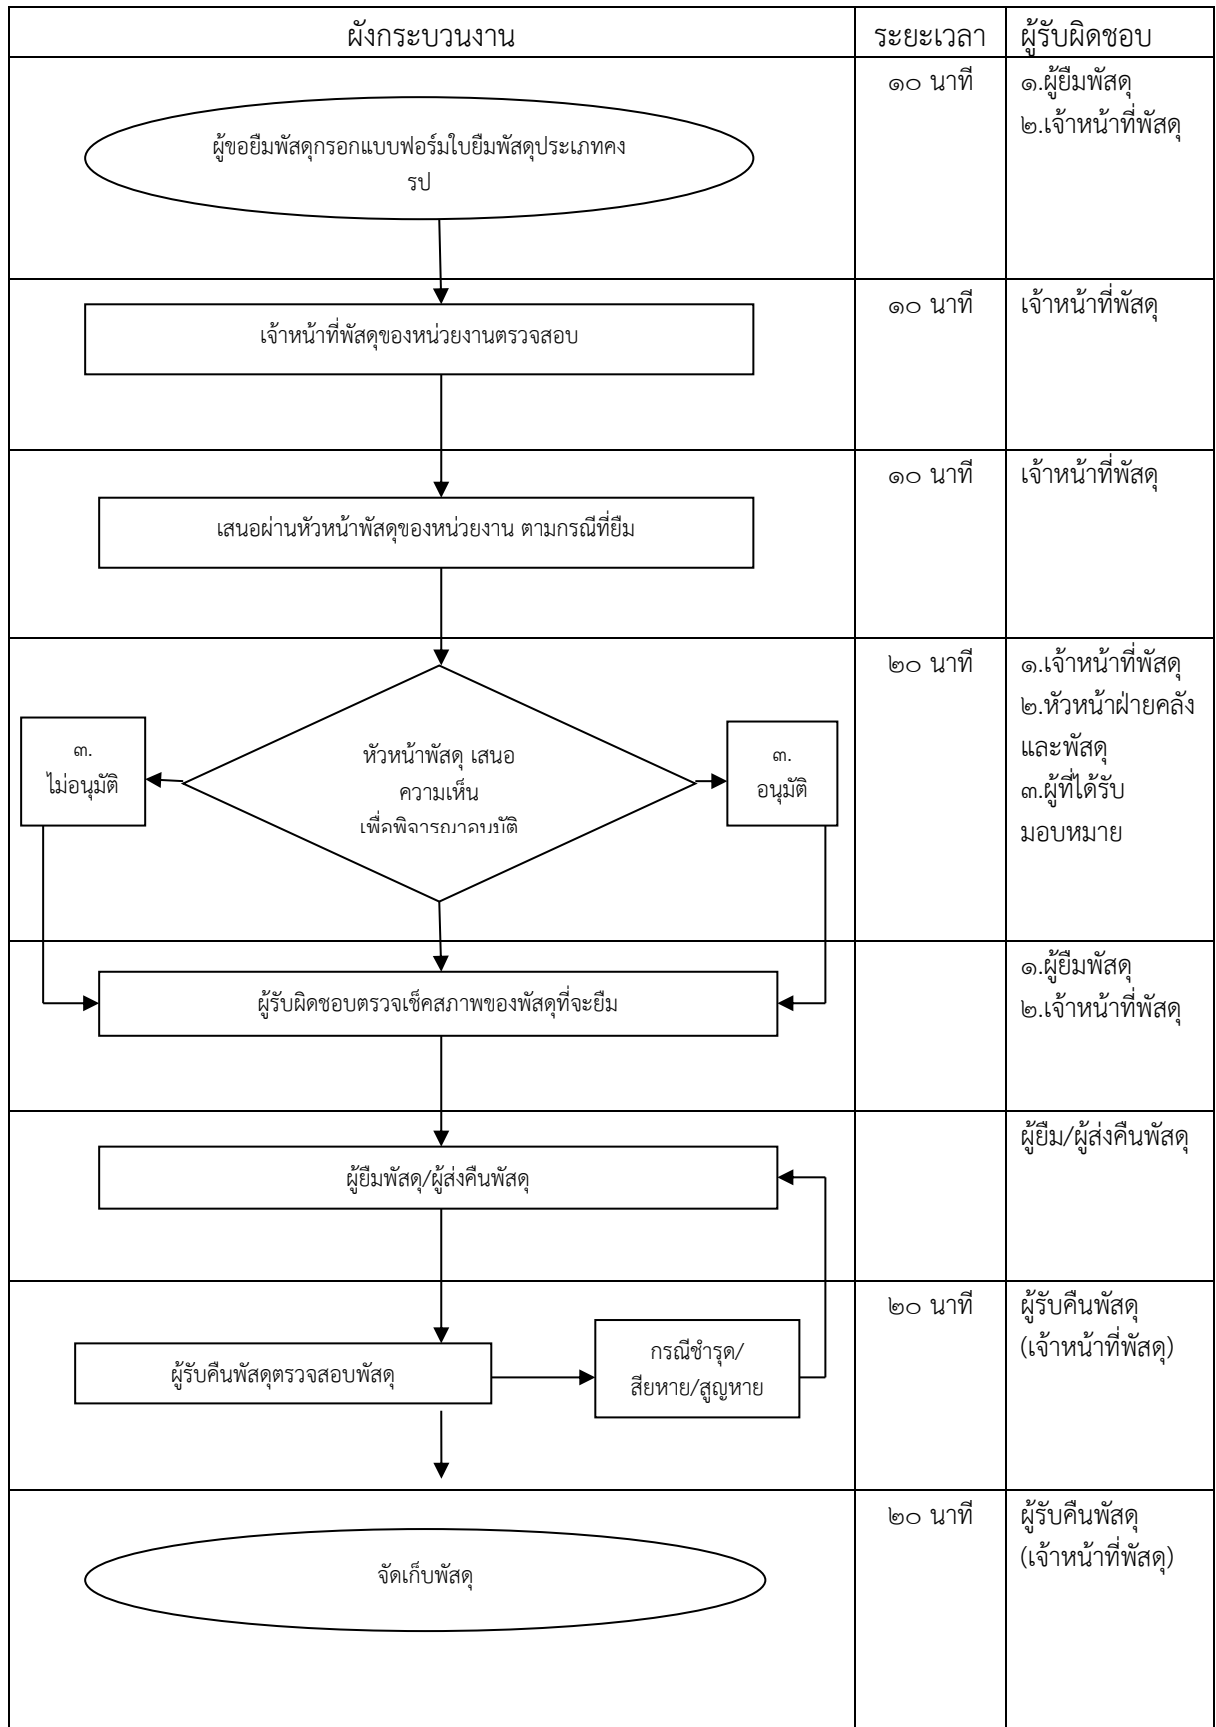 ผังกระบวนงาน ระยะเวลา ผู้รับผิดชอบ
๑๐ นาที ๑.ผู้ยืมพัสดุ
๒.เจ้าหน้าที่พัสดุ
ผู้ขอยืมพัสดุกรอกแบบฟอร์มใบยืมพัสดุประเภทคง
รูป
๑๐ นาที เจ้าหน้าที่พัสดุ
เจ้าหน้าที่พัสดุของหน่วยงานตรวจสอบ
๑๐ นาที เจ้าหน้าที่พัสดุ
เสนอผ่านหัวหน้าพัสดุของหน่วยงาน ตามกรณีที่ยืม
๒๐ นาที ๑.เจ้าหน้าที่พัสดุ
๒.หัวหน้าฝ่ายคลัง
และพัสดุ
๓.ผู้ที่ได้รับ
มอบหมาย
๓.
ไม่อนุมัติ
หัวหน้าพัสดุ เสนอ
ความเห็น
เพื่อพิจารณาอนุมัติ
๓.
อนุมัติ
๑.ผู้ยืมพัสดุ
๒.เจ้าหน้าที่พัสดุ
ผู้รับผิดชอบตรวจเช็คสภาพของพัสดุที่จะยืม
ผู้ยืม/ผู้ส่งคืนพัสดุ
ผู้ยืมพัสดุ/ผู้ส่งคืนพัสดุ
๒๐ นาที ผู้รับคืนพัสดุ
(เจ้าหน้าที่พัสดุ)
ผู้รับคืนพัสดุตรวจสอบพัสดุ
กรณีชำรุด/
สียหาย/สูญหาย
๒๐ นาที ผู้รับคืนพัสดุ
(เจ้าหน้าที่พัสดุ)
จัดเก็บพัสดุ